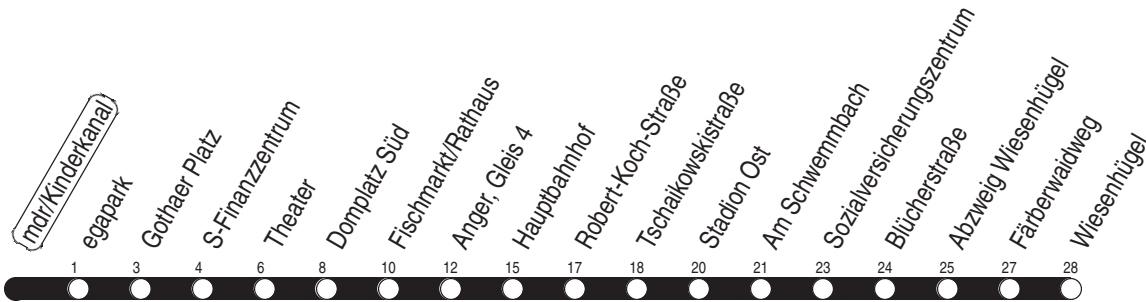 mdr/Kinderkanal
egapark
Gothaer Platz
S-Finanzzentrum
Theater
Domplatz Süd
Fischmarkt/Rathaus
Anger, Gleis 4
Hauptbahnhof
Robert-Koch-Straße
Tschaikowskistraße
Stadion Ost
Am Schwemmbach
Sozialversicherungszentrum
Blücherstraße
Abzweig Wiesenhügel
Färberwaidweg
Wiesenhügel
1 3 4 6 8 10 12 15 17 18 20 21 23 24 25 27 28